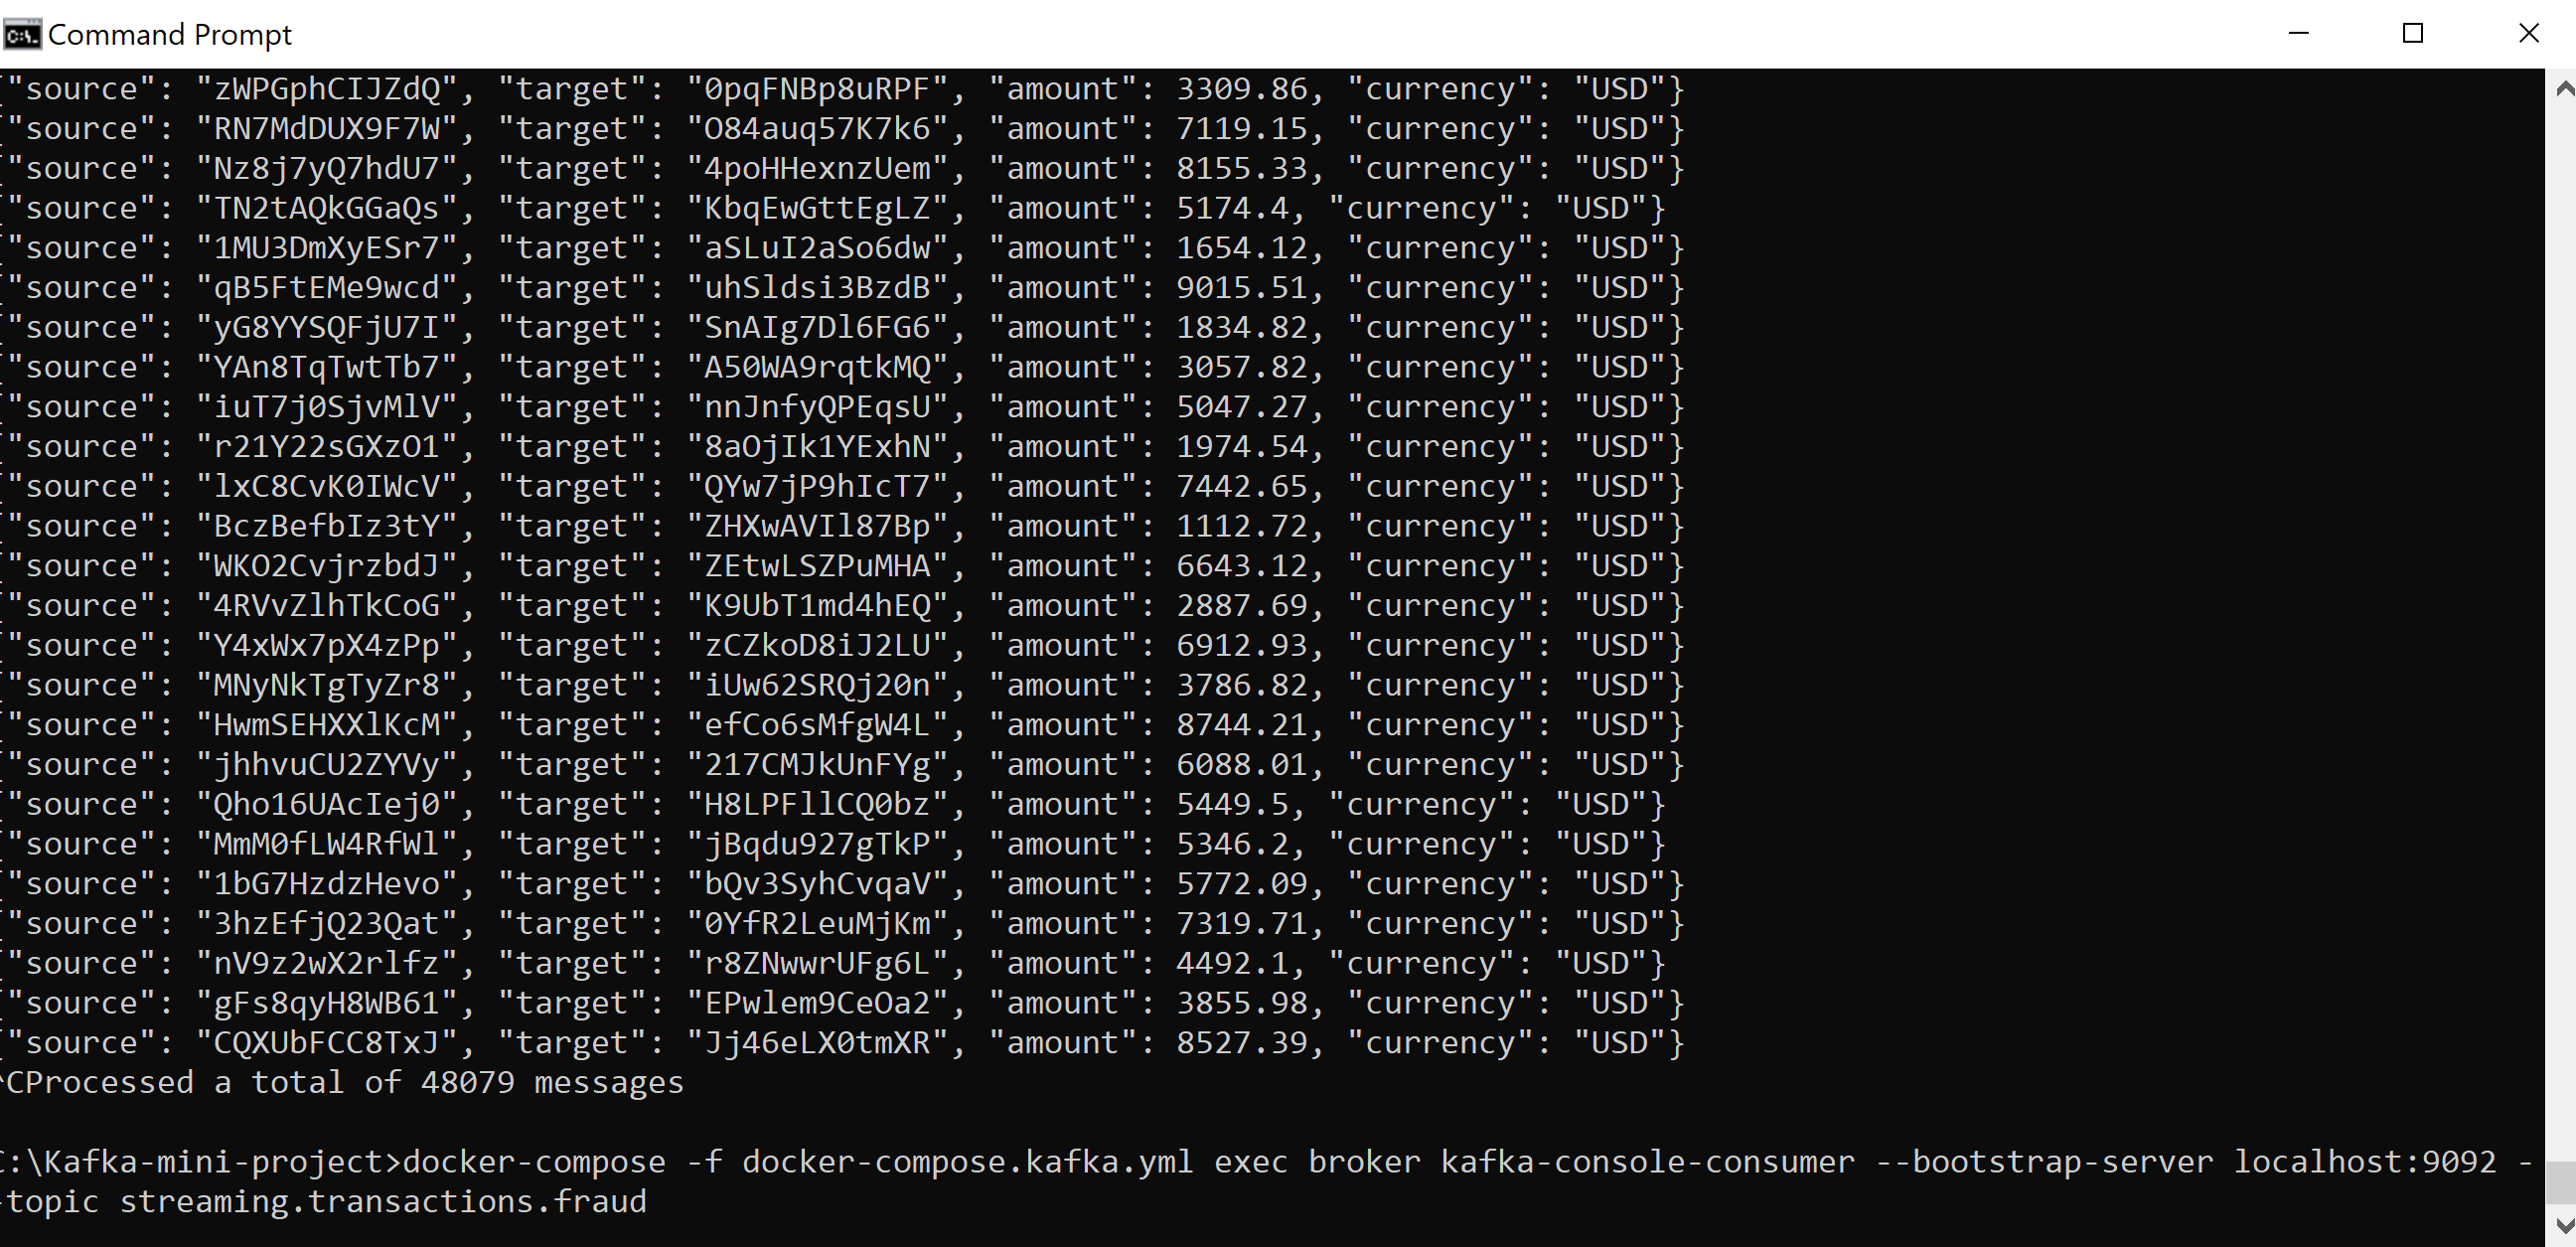 Command Prompt
{"source": "zWPGphCIJZdQ", "target": "0pqFNBp8uRPF", "amount": 3309.86, "currency": "USD"}
{"source": "RN7MdDUX9F7W", "target": "O84auq57K7k6", "amount": 7119.15, "currency": "USD"}
{"source": "Nz8j7yQ7hdU7", "target": "4poHHexnzUem", "amount": 8155.33, "currency": "USD"}
{"source": "TN2tAQkGGaQs", "target": "KbqEwGttEgLZ", "amount": 5174.4, "currency": "USD"}
{"source": "1MU3DmXyESr7", "target": "aSLuI2aSo6dw", "amount": 1654.12, "currency": "USD"}
{"source": "qB5FtEMe9wcd", "target": "uhSldsi3BzdB", "amount": 9015.51, "currency": "USD"}
{"source": "yG8YYSQFjU7I", "target": "SnAIg7Dl6FG6", "amount": 1834.82, "currency": "USD"}
{"source": "YAn8TqTwtTb7", "target": "A50WA9rqtkMQ", "amount": 3057.82, "currency": "USD"}
{"source": "iuT7j0SjvMlV", "target": "nnJnfyQPEqsU", "amount": 5047.27, "currency": "USD"}
{"source": "r21Y22sGXzO1", "target": "8aOjIk1YExhN", "amount": 1974.54, "currency": "USD"}
{"source": "lxC8CvK0IWcV", "target": "QYw7jP9hIcT7", "amount": 7442.65, "currency": "USD"}
{"source": "BczBefbIz3tY", "target": "ZHXwAVIl87Bp", "amount": 1112.72, "currency": "USD"}
{"source": "WKO2CvjrzbdJ", "target": "ZEtwLSZPuMHA", "amount": 6643.12, "currency": "USD"}
{"source": "4RVvZlhTkCoG", "target": "K9UbT1md4hEQ", "amount": 2887.69, "currency": "USD"}
{"source": "Y4xWx7pX4zPp", "target": "zCZkoD8iJ2LU", "amount": 6912.93, "currency": "USD"}
{"source": "MNyNkTgTyZr8", "target": "iUw62SRQj20n", "amount": 3786.82, "currency": "USD"}
{"source": "HwmSEHXXlKcM", "target": "efCo6sMfgW4L", "amount": 8744.21, "currency": "USD"}
{"source": "jhhvuCU2ZYVy", "target": "217CMJkUnFYg", "amount": 6088.01, "currency": "USD"}
{"source": "Qho16UAcIej0", "target": "H8LPFllCQ0bz", "amount": 5449.5, "currency": "USD"}
{"source": "MmM0fLW4RfWl", "target": "jBqdu927gTkP", "amount": 5346.2, "currency": "USD"}
{"source": "1bG7HzdzHevo", "target": "bQv3SyhCvqaV", "amount": 5772.09, "currency": "USD"}
{"source": "3hzEfjQ23Qat", "target": "0YfR2LeuMjKm", "amount": 7319.71, "currency": "USD"}
{"source": "nV9z2wX2rlfz", "target": "r8ZNwwrUFg6L", "amount": 4492.1, "currency": "USD"}
{"source": "gFs8qyH8WB61", "target": "EPwlem9CeOa2", "amount": 3855.98, "currency": "USD"}
{"source": "CQXUbFCC8TxJ", "target": "Jj46eLX0tmXR", "amount": 8527.39, "currency": "USD"}
^CProcessed a total of 48079 messages
C:\Kafka-mini-project>docker-compose -f docker-compose.kafka.yml exec broker kafka-console-consumer --bootstrap-server localhost:9092 -
-topic streaming.transactions.fraud